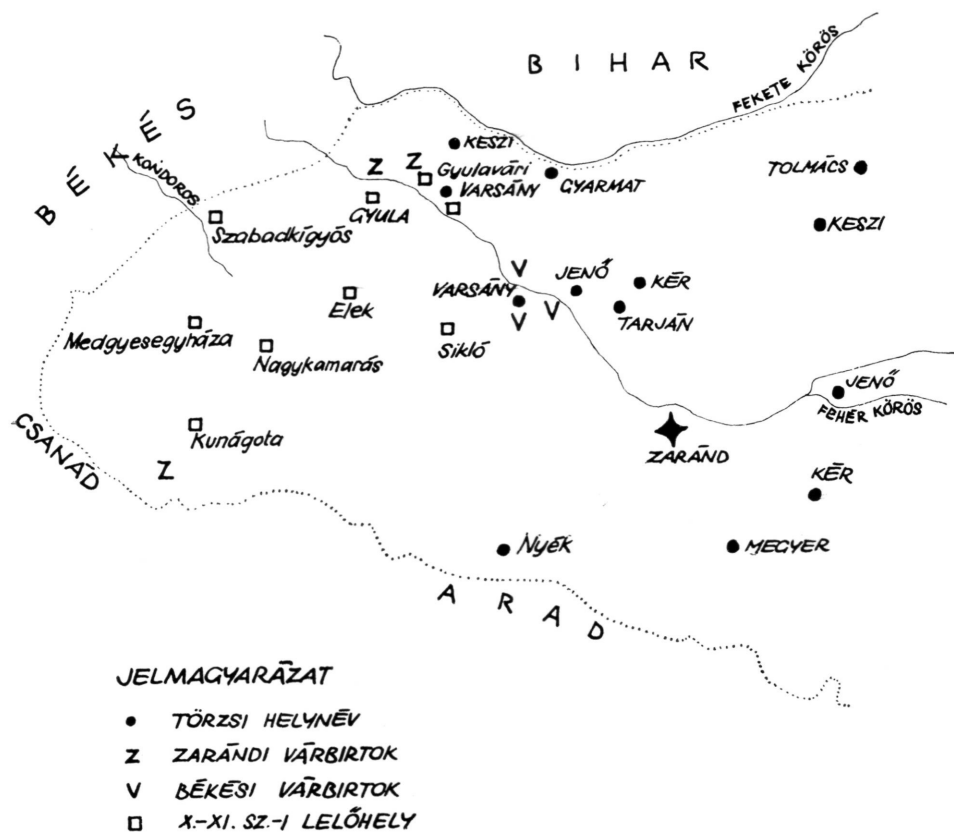 BIHAR
FEKETE KÖRÖS
BÉKÉS
KONDOROS
KESZI
Gyulavári
VARSÁNY
GYARMAT
TOLMÁCS
Z
Z
GYULA
Szabadkígyós
KESZI
V
JENŐ
KÉR
VARSÁNY
V
V
TARJÁN
Elek
Sikló
Medgyesegyháza
Nagykamarás
JENŐ
FEHÉR KÖRÖS
CSANÁD
Kunágota
Z
ZARÁND
KÉR
Nyék
MEGYER
ARAD
JELMAGYARÁZAT
TÖRZSI HELYNÉV
Z ZARÁNDI VÁRBIRTOK
V BÉKÉSI VÁRBIRTOK
X.-XI. SZ.-I LELŐHELY